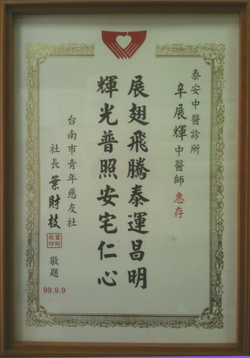 泰安中醫診所
卓展輝中醫師惠存
展翅飛騰泰運昌明
輝光普照安宅仁心
台南市青年慈友社
社長葉財枝敬題
99.9.9